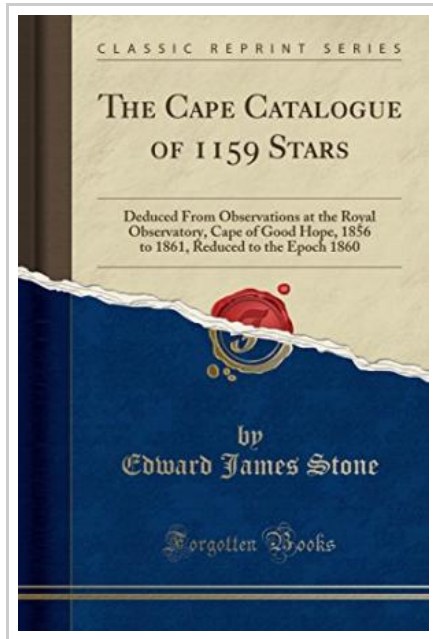 CLASSIC REPRINT SERIES
THE CAPE CATALOGUE
OF 1159 STARS
Deduced From Observations at the Royal
Observatory, Cape of Good Hope, 1856
to 1861, Reduced to the Epoch 1860
by
Edward James Stone
Forgotten Books